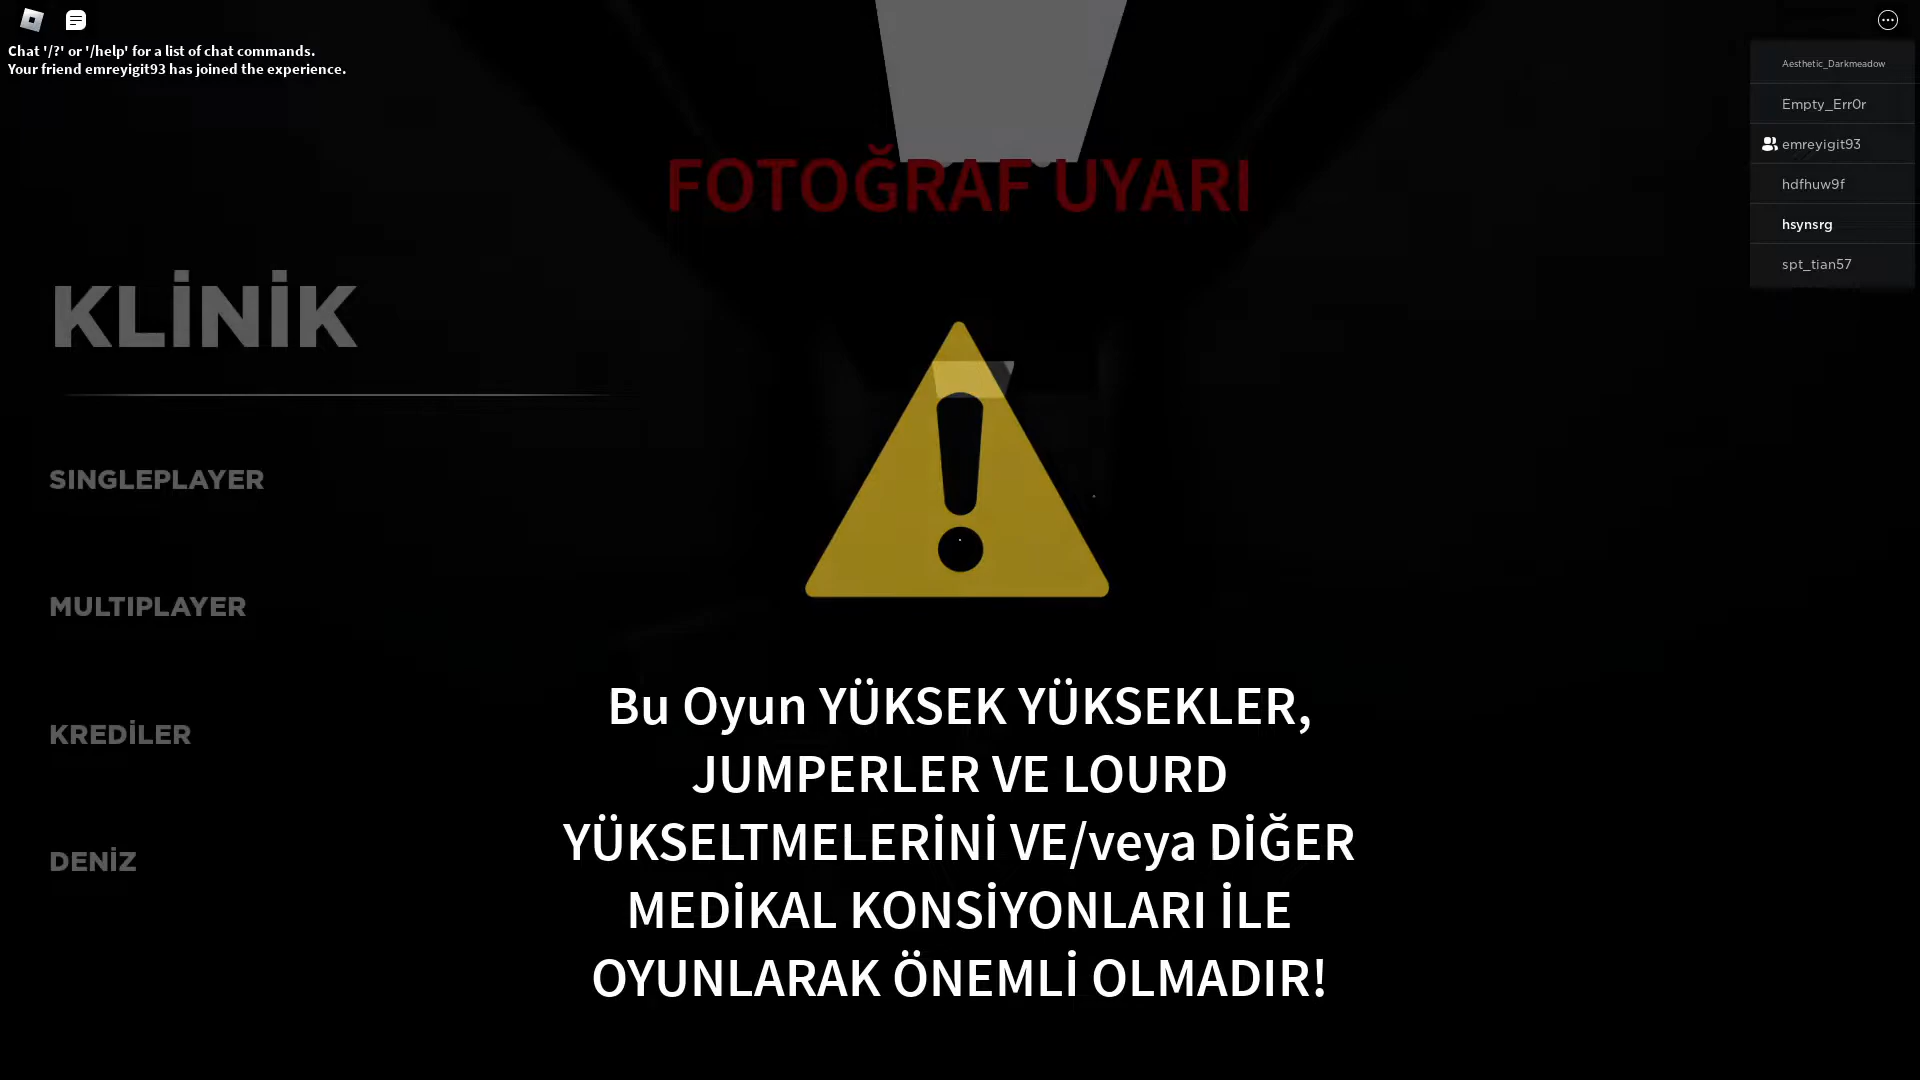 Chat '/?' or '/help' for a list of chat commands.
Your friend emreyigit93 has joined the experience.
Aesthetic_Darkmeadow
Empty_Err0r
emreyigit93
hdfhuw9f
hsynsrg
spt_tian57
FOTOĞRAF UYARI
KLİNİK
SINGLEPLAYER
MULTIPLAYER
KREDİLER
DENİZ
Bu Oyun YÜKSEK YÜKSEKLER,
JUMPERLER VE LOURD
YÜKSELTMELERİNİ VE/veya DİĞER
MEDİKAL KONSİYONLARI İLE
OYUNLARAK ÖNEMLİ OLMADIR!